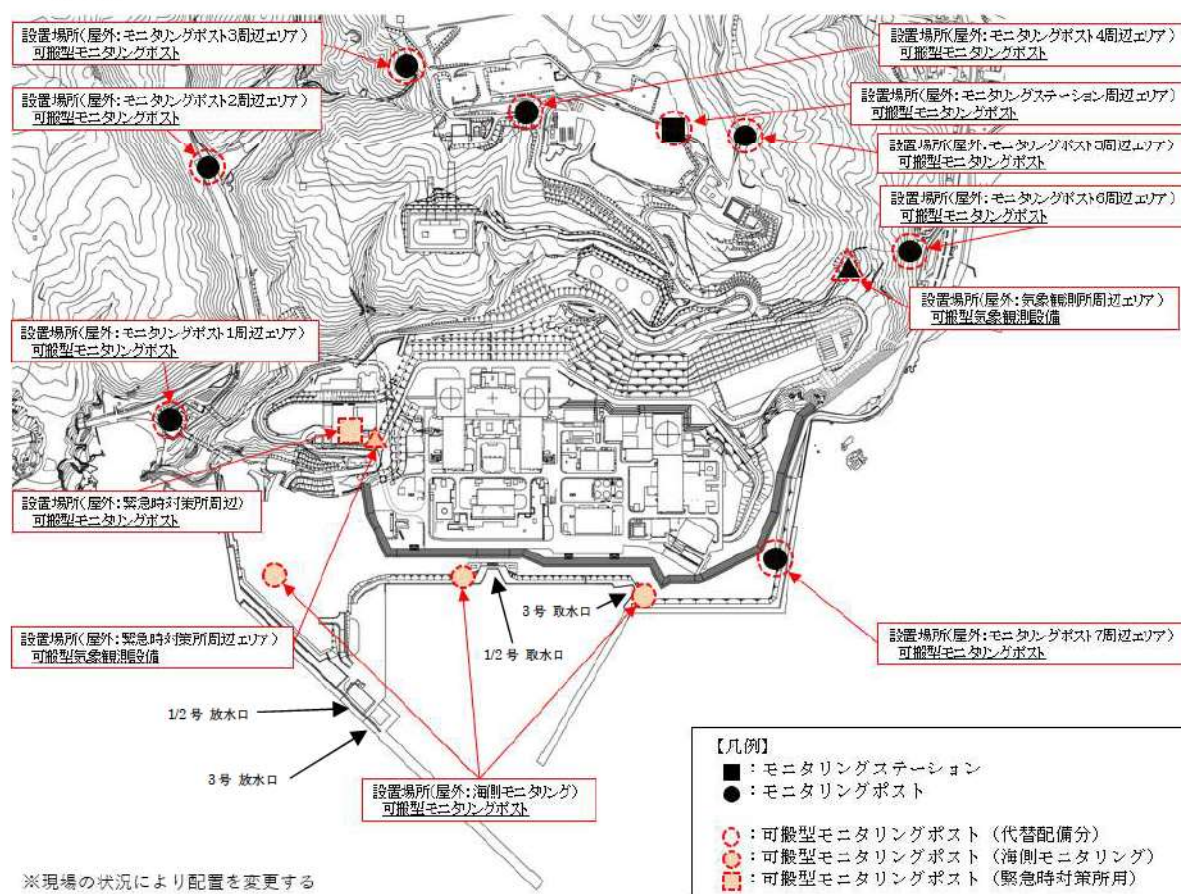 設置場所(屋外:モニタリングポスト3周辺エリア)
可搬型モニタリングポスト
設置場所(屋外:モニタリングポスト4周辺エリア)
可搬型モニタリングポスト
設置場所(屋外:モニタリングポスト2周辺エリア)
可搬型モニタリングポスト
設置場所(屋外:モニタリングステーション周辺エリア)
可搬型モニタリングポスト
設置場所(屋外:モニタリングポスト5周辺エリア)
可搬型モニタリングポスト
設置場所(屋外:モニタリングポスト6周辺エリア)
可搬型モニタリングポスト
設置場所(屋外:気象観測所周辺エリア)
可搬型気象観測設備
設置場所(屋外:モニタリングポスト1周辺エリア)
可搬型モニタリングポスト
設置場所(屋外:緊急時対策所周辺)
可搬型モニタリングポスト
3号 取水口
1/2号 取水口
設置場所(屋外:緊急時対策所周辺エリア)
可搬型気象観測設備
設置場所(屋外:モニタリングポスト7周辺エリア)
可搬型モニタリングポスト
1/2号 放水口
3号 放水口
設置場所(屋外:海側モニタリング)
可搬型モニタリングポスト
【凡例】
:モニタリングステーション
:モニタリングポスト
:可搬型モニタリングポスト(代替配備分)
:可搬型モニタリングポスト(海側モニタリング)
:可搬型モニタリングポスト(緊急時対策所用)
※現場の状況により配置を変更する